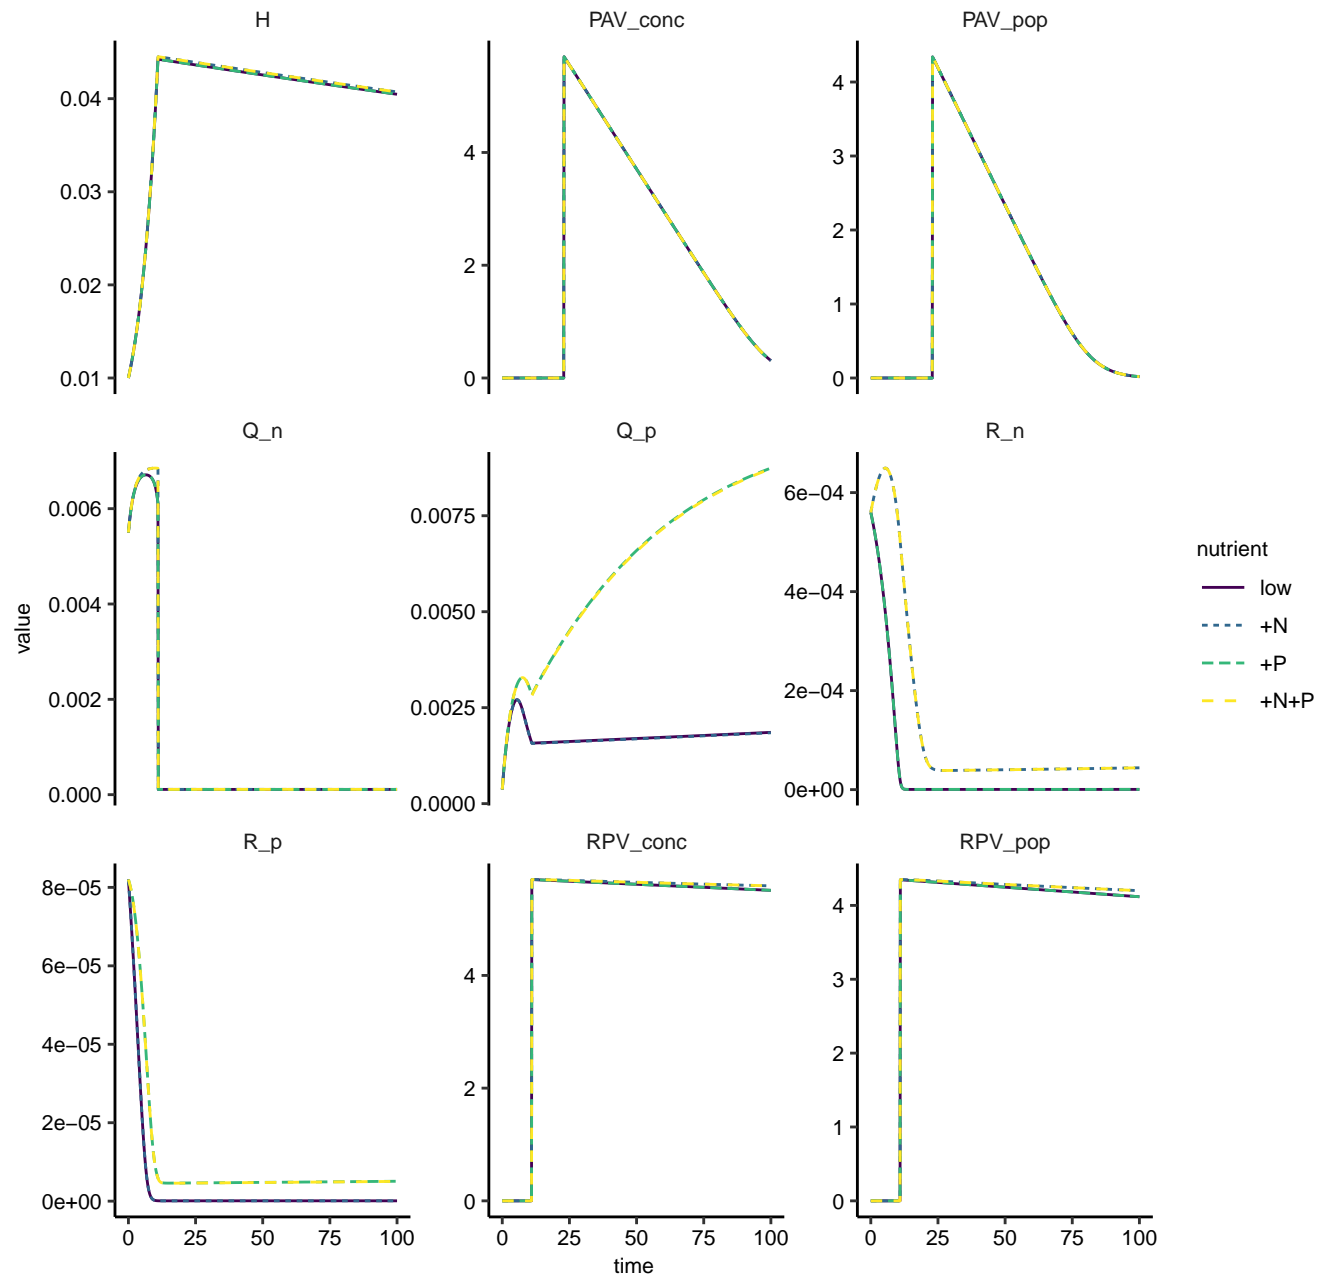 H
PAV_conc
PAV_pop
0.04
0.03
0.02
0.01
4
2
0
4
3
2
1
0
Q_n
Q_p
R_n
0.006
0.004
0.002
0.000
0.0075
0.0050
0.0025
0.0000
6e−04
4e−04
2e−04
0e+00
R_p
RPV_conc
RPV_pop
8e−05
6e−05
4e−05
2e−05
0e+00
4
2
0
4
3
2
1
0
0 25 50 75 100
0 25 50 75 100
0 25 50 75 100
time
value
nutrient
low
+N
+P
+N+P